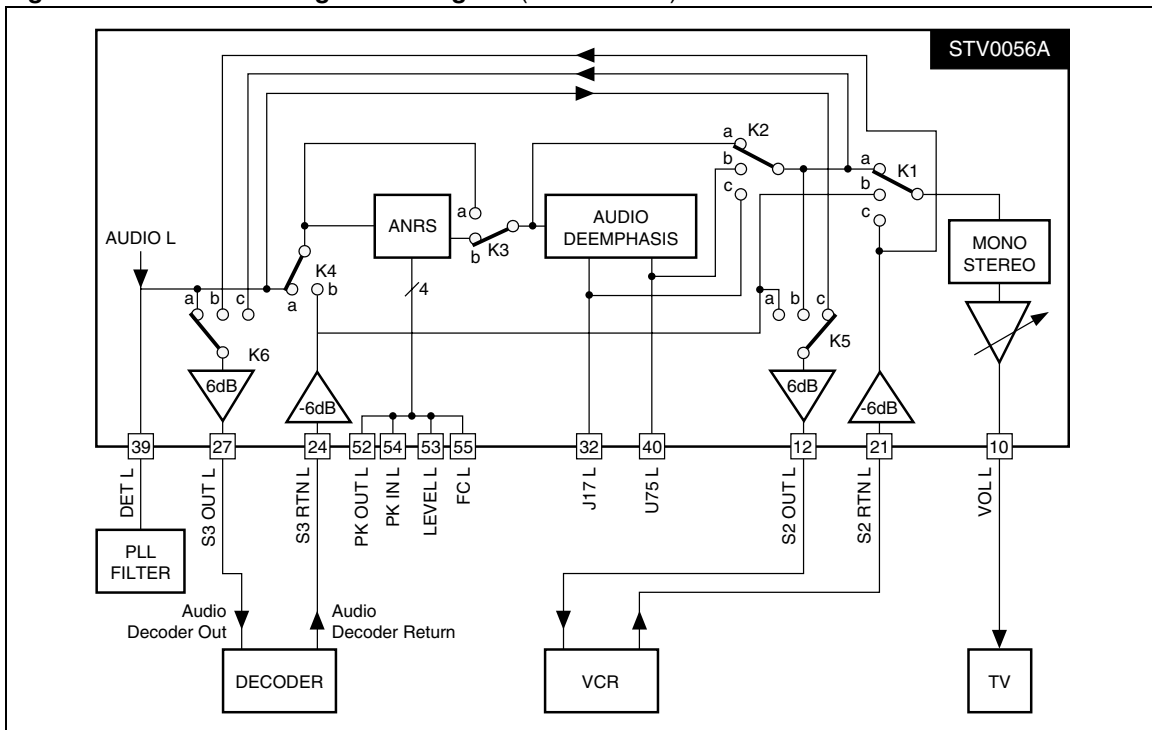 STV0056A
a
K2
b
c
a
K1
b
c
ANRS
a
b
K3
AUDIO
DEEMPHASIS
MONO
STEREO
AUDIO L
K4
a
b
4
a
b
c
K6
a
b
c
K5
6dB
-6dB
6dB
-6dB
39
27
24
52
54
53
55
32
40
12
21
10
DET L
S3 OUT L
S3 RTN L
PK OUT L
PK IN L
LEVEL L
FC L
J17 L
U75 L
S2 OUT L
S2 RTN L
VOL L
PLL
FILTER
Audio
Decoder Out
Audio
Decoder Return
DECODER
VCR
TV